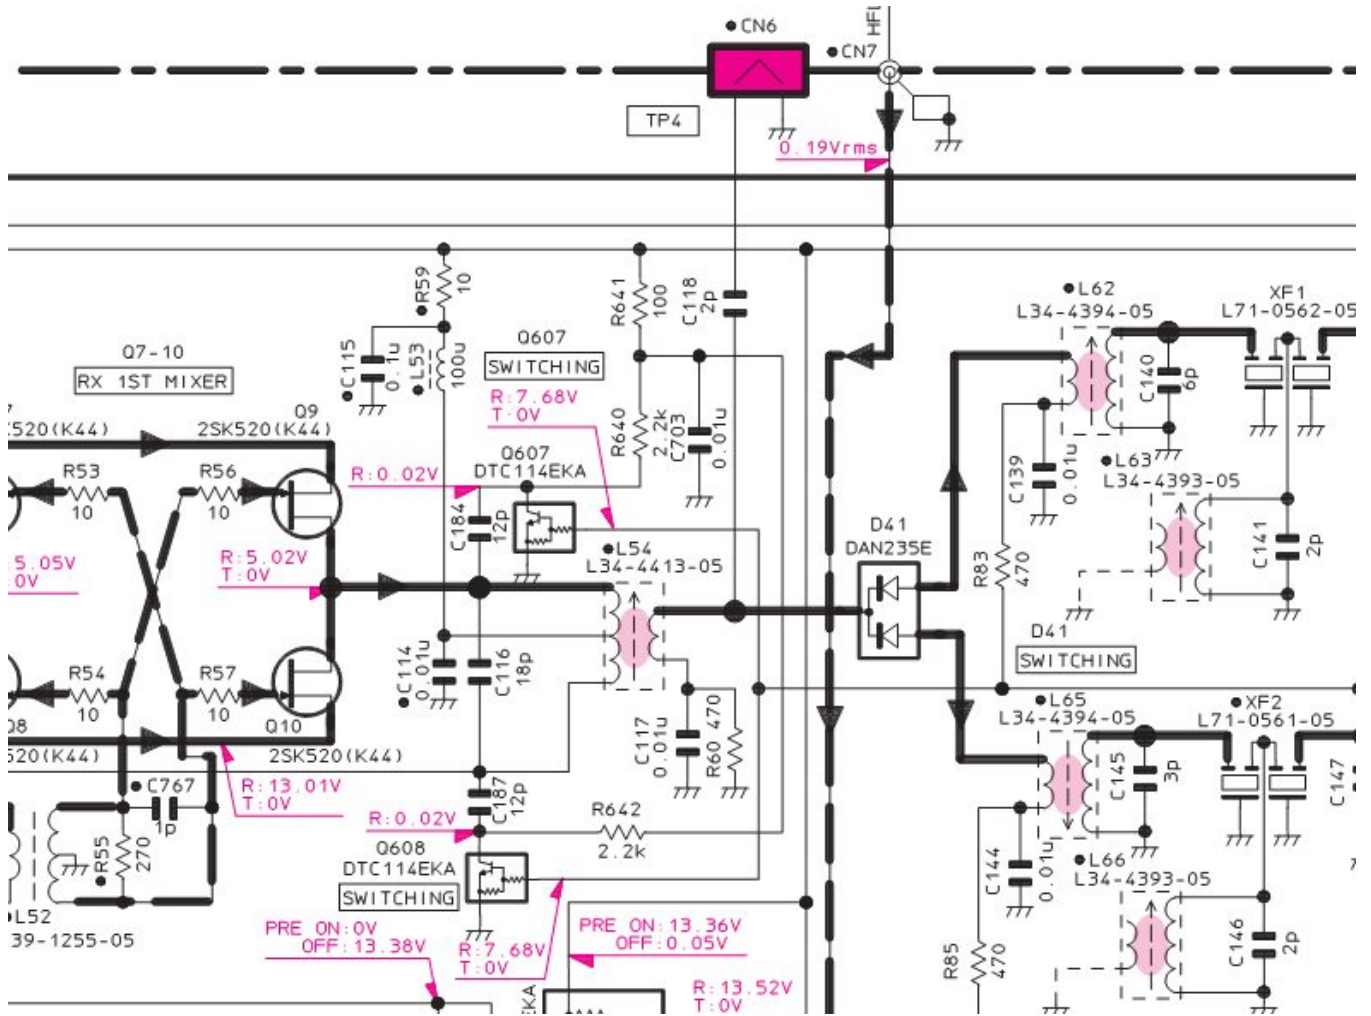 CN6
HFL
CN7
TP4
0.19Vrms
R59
10
R641
100
C118
2p
L62
L34-4394-05
XF1
L71-0562-05
Q607
SWITCHING
C115
0.1u
L53
100u
C140
6p
Q7-10
RX 1ST MIXER
R:7.68V
T:0V
R640
2.2k
C703
0.01u
Q9
K520(K44)
2SK520(K44)
Q607
DTC114EKA
L63
L34-4393-05
R53
10
R56
10
R:0.02V
C139
0.01u
C184
12p
D41
DAN235E
C141
2p
5.05V
0V
R:5.02V
T:0V
L54
L34-4413-05
R83
470
D41
SWITCHING
R54
10
R57
10
C114
0.01u
C116
18p
Q8
Q10
L65
L34-4394-05
XF2
L71-0561-05
C117
0.01u
R60 470
520(K44)
2SK520(K44)
C767
1p
R:13.01V
T:0V
C187
12p
C145
3p
C147
R:0.02V
R642
2.2k
R55
270
Q608
DTC114EKA
SWITCHING
C144
0.01u
L66
L34-4393-05
L52
39-1255-05
PRE ON:0V
OFF:13.38V
R:7.68V
T:0V
PRE ON:13.36V
OFF:0.05V
R85
470
C146
2p
R:13.52V
T:0V
EKA